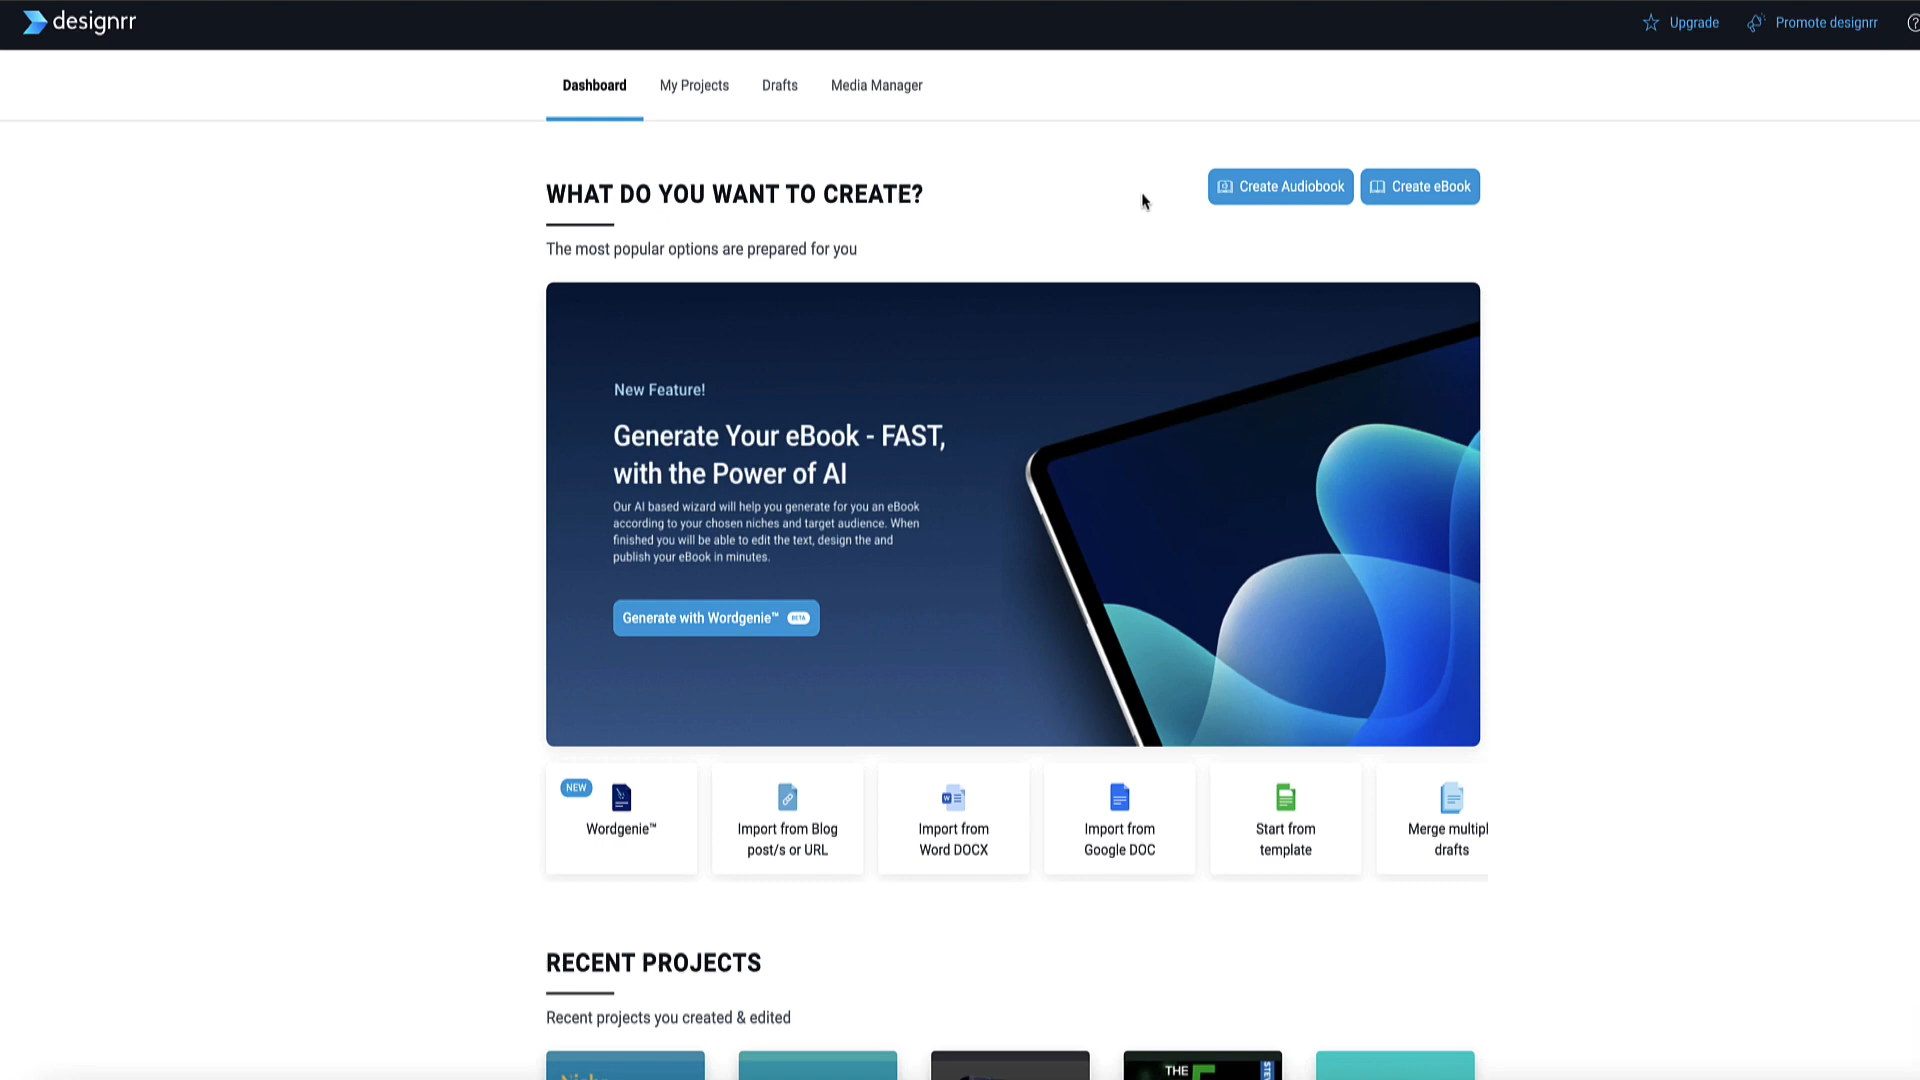 designrr
Upgrade
Promote designrr
?
Dashboard
My Projects
Drafts
Media Manager
WHAT DO YOU WANT TO CREATE?
Create Audiobook
Create eBook
The most popular options are prepared for you
New Feature!
Generate Your eBook - FAST,
with the Power of AI
Our AI based wizard will help you generate for you an eBook
according to your chosen niches and target audience. When
finished you will be able to edit the text, design the and
publish your eBook in minutes.
Generate with Wordgenie™ BETA
NEW
Wordgenie™
Import from Blog
post/s or URL
W
Import from
Word DOCX
Import from
Google DOC
Start from
template
Merge multipl
drafts
RECENT PROJECTS
Recent projects you created & edited
THE